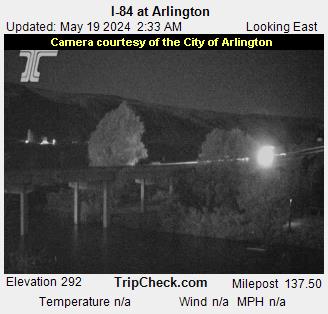 I-84 at Arlington
Updated: May 19 2024 2:33 AM Looking East
Camera courtesy of the City of Arlington
Elevation 292 TripCheck.com Milepost 137.50
Temperature n/a Wind n/a MPH n/a